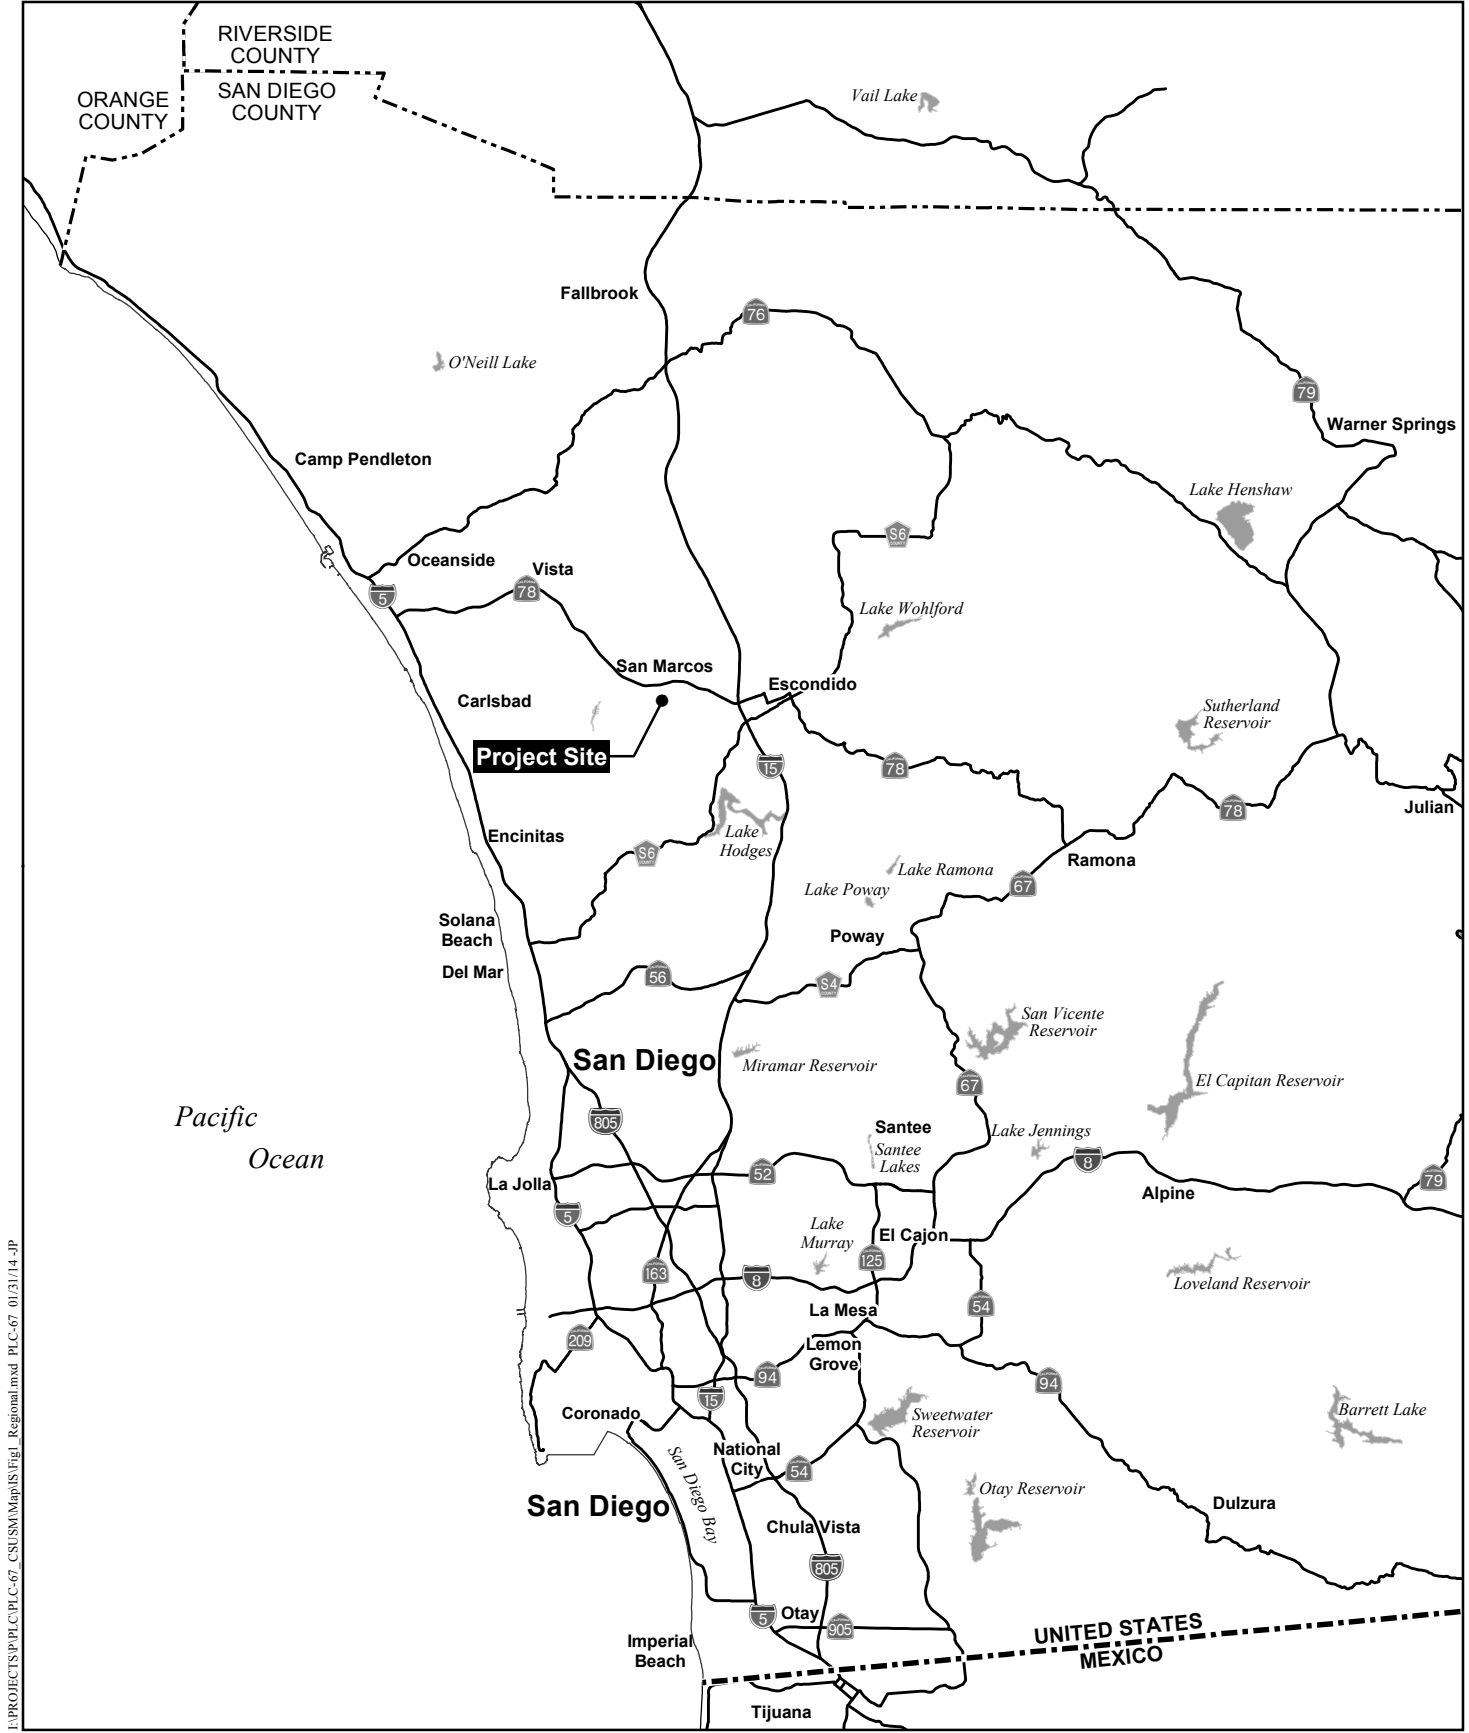 RIVERSIDE
COUNTY
SAN DIEGO
COUNTY
ORANGE
COUNTY
Vail Lake
Fallbrook
76
O'Neill Lake
79
Warner Springs
Camp Pendleton
Lake Henshaw
S6
COUNTY
Oceanside
Vista
78
5
Lake Wohlford
San Marcos
Escondido
Carlsbad
Sutherland
Reservoir
Project Site
15
78
78
Julian
Encinitas
Lake
Hodges
S6
COUNTY
Ramona
Lake Ramona
67
Lake Poway
Solana
Beach
Poway
Del Mar
56
S4
COUNTY
San Vicente
Reservoir
San Diego
Miramar Reservoir
67
El Capitan Reservoir
Pacific
Ocean
805
Santee
Santee
Lakes
Lake Jennings
8
52
La Jolla
Alpine
79
5
Lake
Murray
El Cajon
125
163
8
Loveland Reservoir
La Mesa
54
209
Lemon
Grove
94
94
15
Coronado
Sweetwater
Reservoir
Barrett Lake
National
City
54
San Diego Bay
Otay Reservoir
San Diego
Dulzura
Chula Vista
805
5
Otay
905
UNITED STATES
MEXICO
Imperial
Beach
Tijuana
I:\PROJECTS\P\PLC\PLC-67_CSUSM\Map\IS\Fig1_Regional.mxd PLC-67 01/31/14 -JP